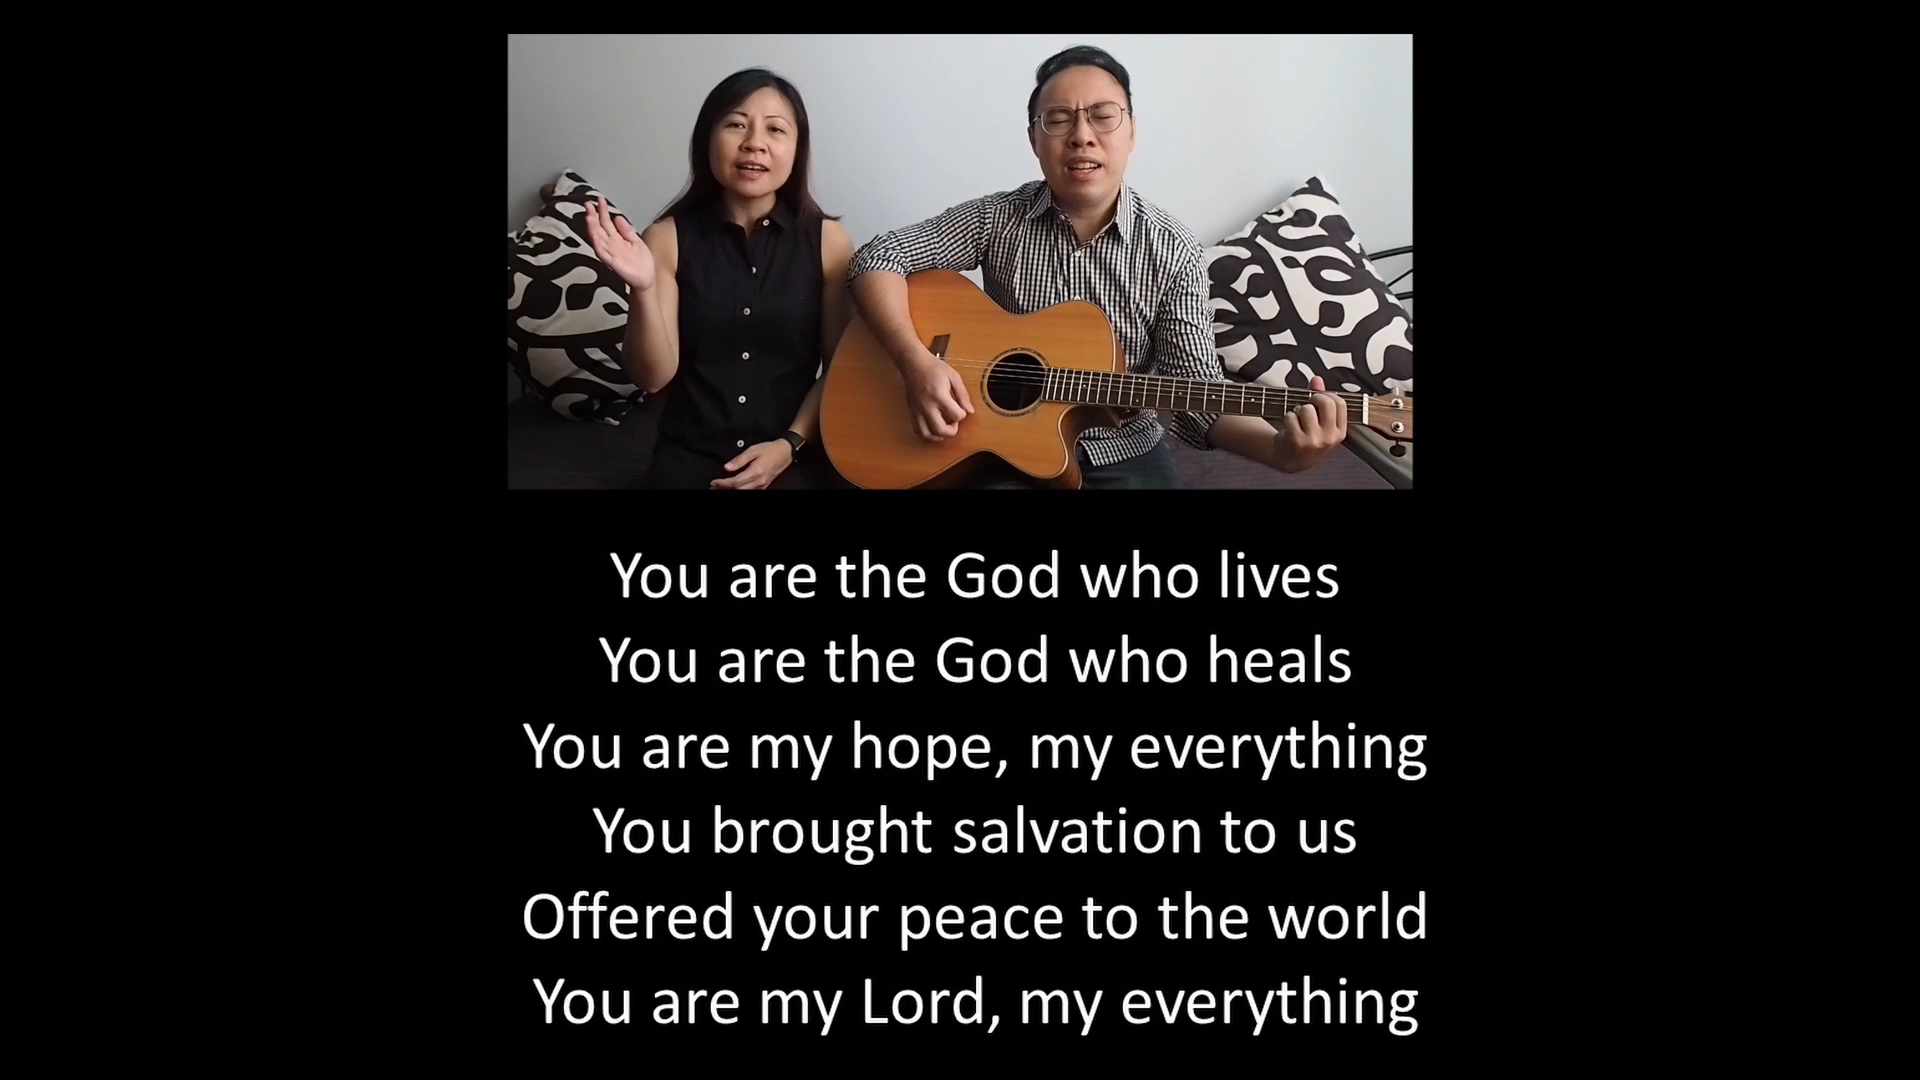 You are the God who lives
You are the God who heals
You are my hope, my everything
You brought salvation to us
Offered your peace to the world
You are my Lord, my everything